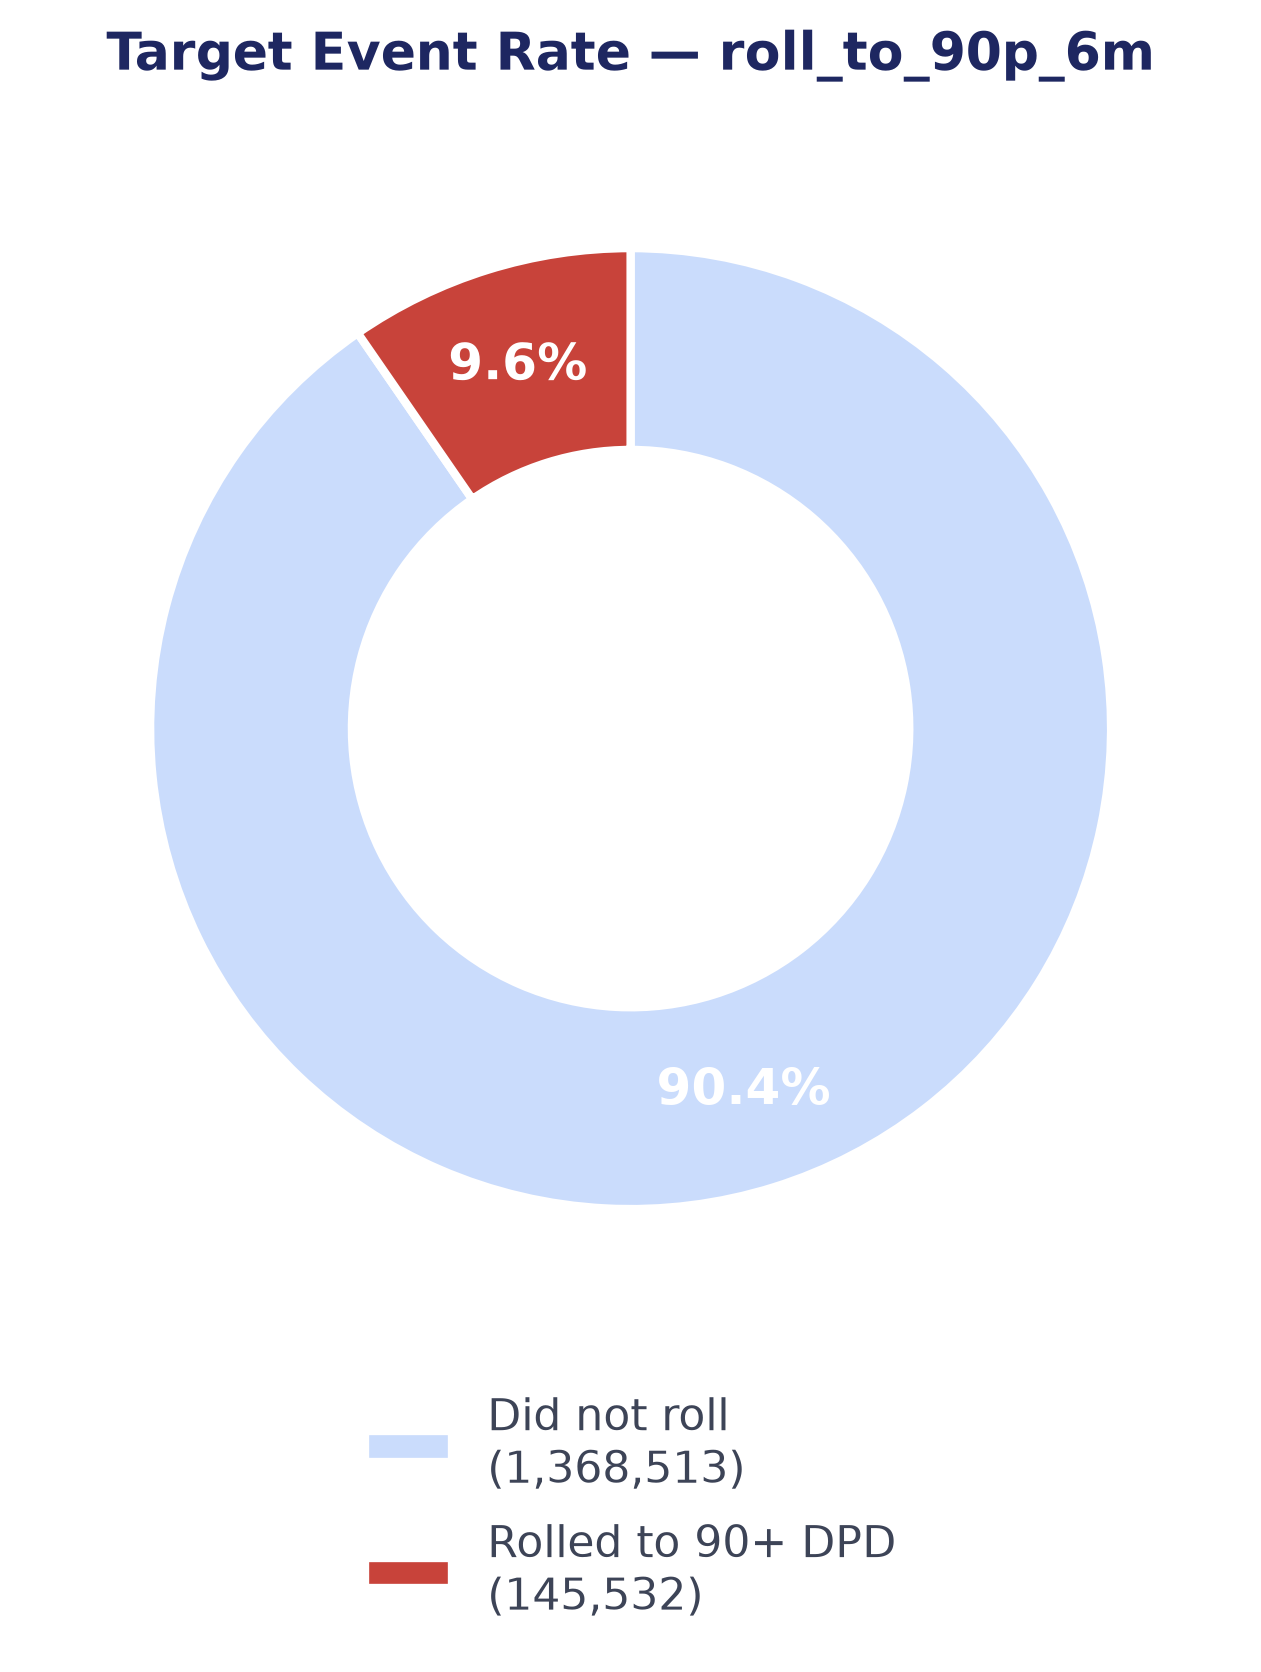 Target Event Rate — roll_to_90p_6m
9.6%
90.4%
Did not roll
(1,368,513)
Rolled to 90+ DPD
(145,532)